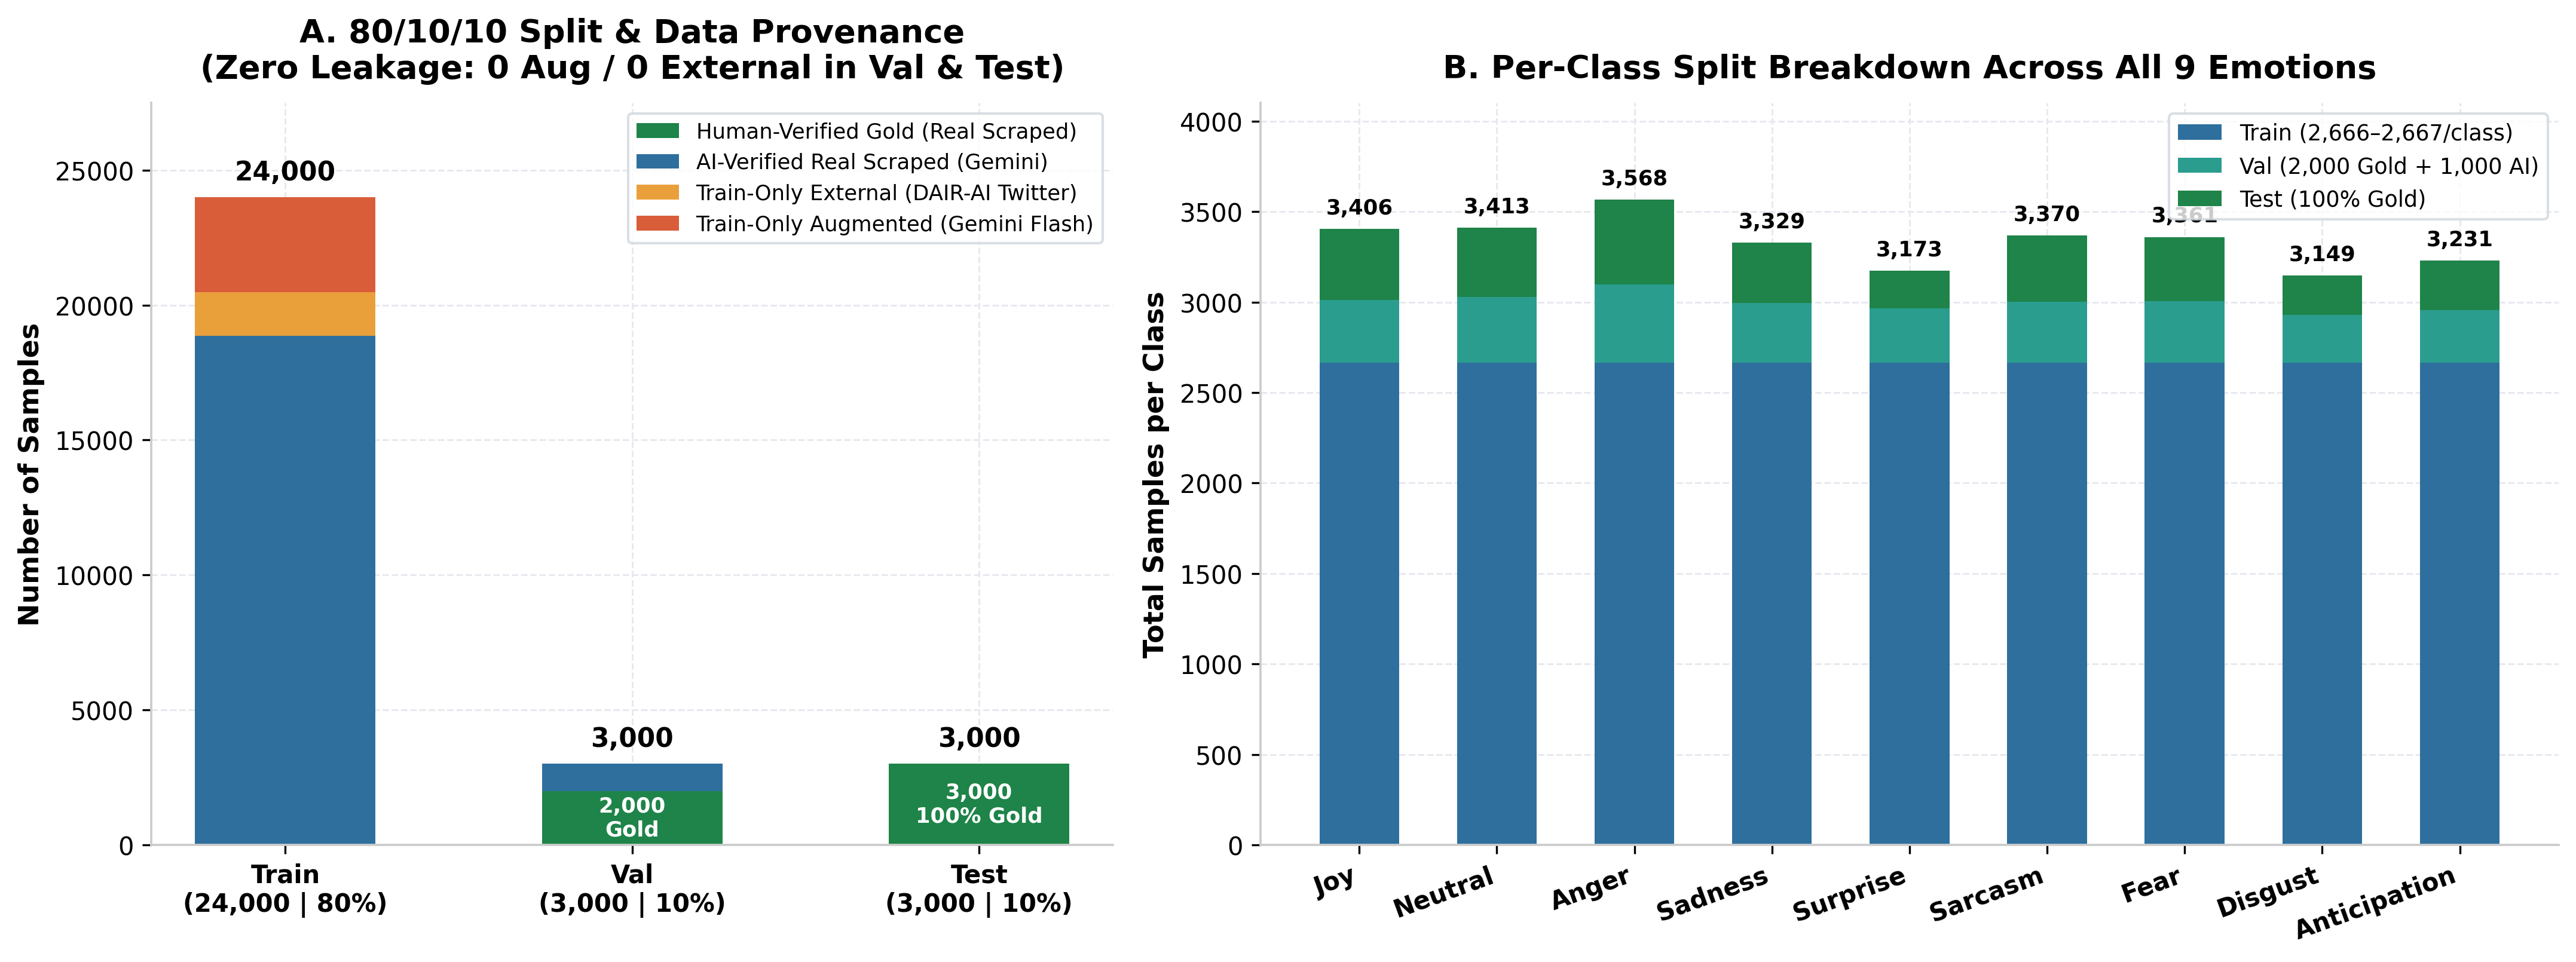 A. 80/10/10 Split & Data Provenance
(Zero Leakage: 0 Aug / 0 External in Val & Test)
Number of Samples
25000
20000
15000
10000
5000
0
24,000
3,000
3,000
2,000
Gold
3,000
100% Gold
Human-Verified Gold (Real Scraped)
AI-Verified Real Scraped (Gemini)
Train-Only External (DAIR-AI Twitter)
Train-Only Augmented (Gemini Flash)
Train
(24,000 | 80%)
Val
(3,000 | 10%)
Test
(3,000 | 10%)
B. Per-Class Split Breakdown Across All 9 Emotions
Total Samples per Class
4000
3500
3000
2500
2000
1500
1000
500
0
Train (2,666–2,667/class)
Val (2,000 Gold + 1,000 AI)
Test (100% Gold)
3,406
3,413
3,568
3,329
3,173
3,370
3,361
3,149
3,231
Joy
Neutral
Anger
Sadness
Surprise
Sarcasm
Fear
Disgust
Anticipation